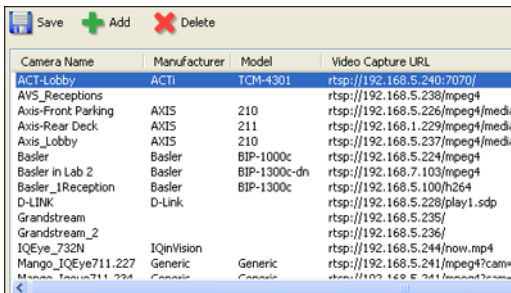 Save Add Delete
Camera Name Manufacturer Model Video Capture URL
ACT-Lobby ACTi TCM-4301 rtsp://192.168.5.240:7070/
AVS_Receptions rtsp://192.168.5.238/mpeg4
Axis-Front Parking AXIS 210 rtsp://192.168.5.226/mpeg4/media
Axis-Rear Deck AXIS 211 rtsp://192.168.1.229/mpeg4/media
Axis_Lobby AXIS 210 rtsp://192.168.5.237/mpeg4/media
Basler Basler BIP-1000c rtsp://192.168.5.224/mpeg4
Basler in Lab 2 Basler BIP-1300c-dn rtsp://192.168.7.103/mpeg4
Basler_1Reception Basler BIP-1300c rtsp://192.168.5.100/h264
D-LINK D-Link rtsp://192.168.5.228/play1.sdp
Grandstream rtsp://192.168.5.235/
Grandstream_2 rtsp://192.168.5.236/
IQEye_732N IQinVision rtsp://192.168.5.244/now.mp4
Mango_IQEye711.227 Generic Generic rtsp://192.168.5.241/mpeg4?cam=
Generic Generic